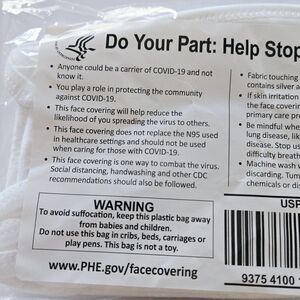 Do Your Part: Help Stop
• Anyone could be a carrier of COVID-19 and not
know it.
• You play a role in protecting the community
against COVID-19.
• This face covering will help reduce the
likelihood of you spreading the virus to others.
• This face covering does not replace the N95 used
in healthcare settings and should not be used
when caring for those with COVID-19.
• This face covering is one way to combat the virus.
Social distancing, handwashing and other CDC
recommendations should also be followed.
WARNING
To avoid suffocation, keep this plastic bag away
from babies and children.
Do not use this bag in cribs, beds, carriages or
play pens. This bag is not a toy.
www.PHE.gov/facecovering
• Fabric touching
contains silver a
• If skin irritation
the face coverin
primary care pro
• Be mindful whe
lung disease, lik
disease. Stop us
difficulty breath
• Machine wash w
discard. Tum
chemicals or di
USP
9375 4100